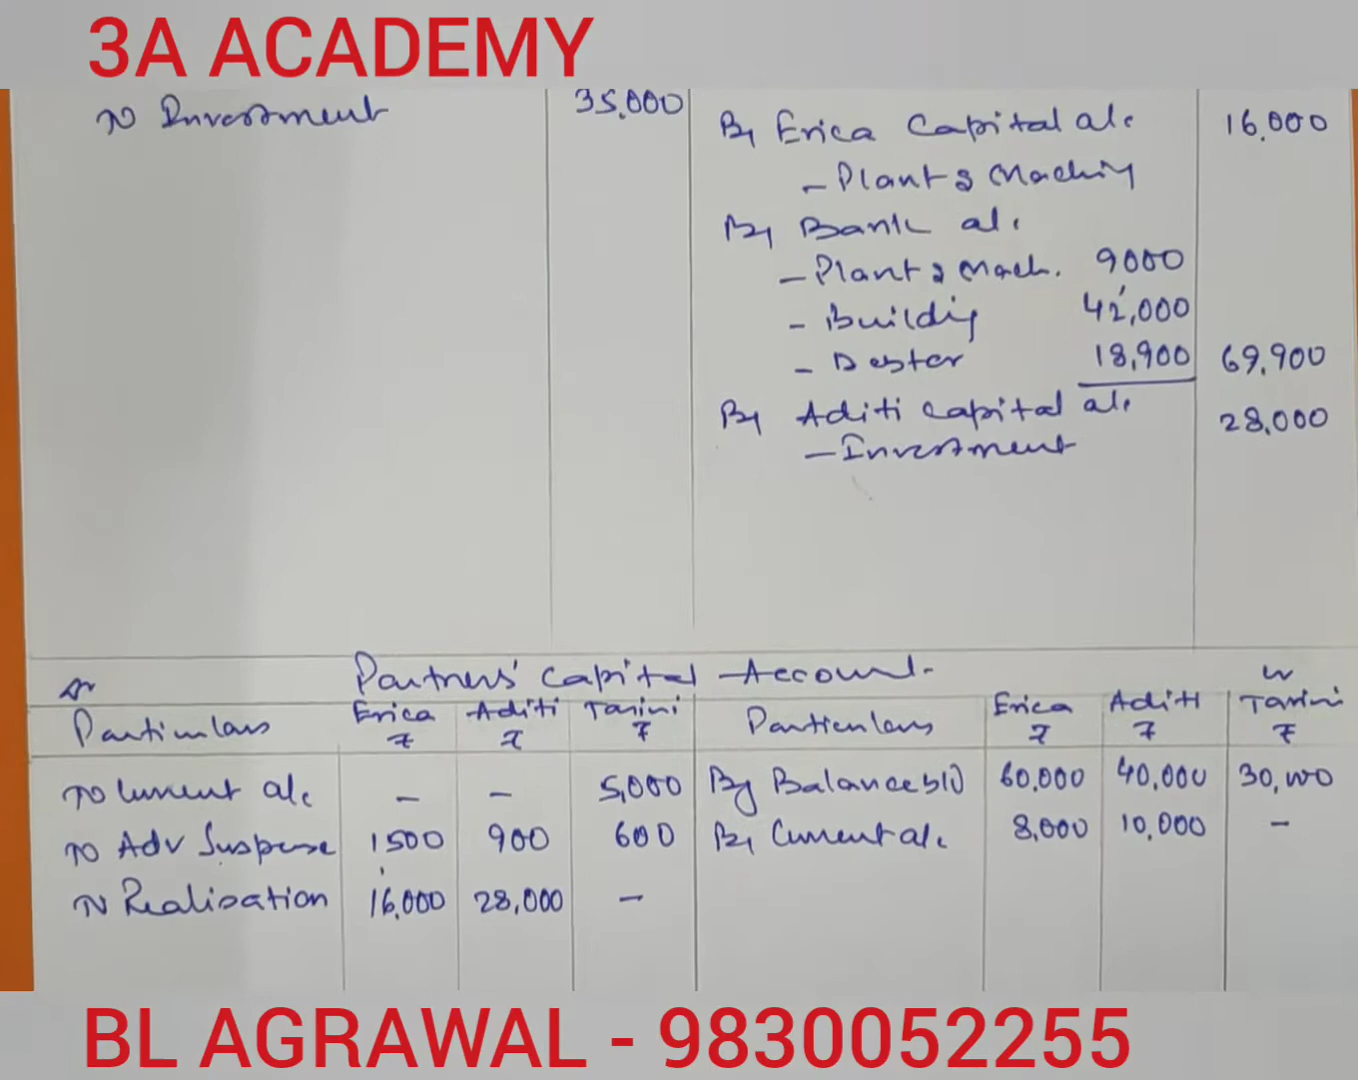 3A ACADEMY
To Investment 35,000
By Erica Capital a/c 16,000
- Plant & Machiy
By Bank a/c
- Plant & Mach. 9000
- Buildig 42,000
- Debtor 18,900 69,900
By Aditi Capital a/c 28,000
- Investment
Partners' Capital Account
Dr Cr
Particulars Erica ₹ Aditi ₹ Tarini ₹ Particulars Erica ₹ Aditi ₹ Tarini ₹
To Current a/c - - 5,000 By Balance b/d 60,000 40,000 30,000
To Adv Suspense 1500 900 600 By Current a/c 8,000 10,000 -
To Realisation 16,000 28,000 -
BL AGRAWAL - 9830052255